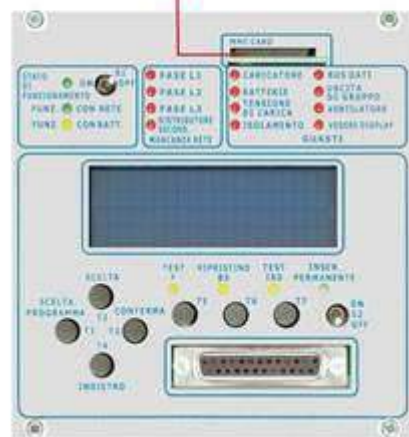 MMC CARD
STATO
DI
FUNZIONAMENTO
ON
S1
OFF
FUNZ. CON RETE
FUNZ. CON BATT.
FASE L1
FASE L2
FASE L3
DISTRIBUTORE
SECOND.
MANCANZA RETE
CARICATORE
BATTERIE
TENSIONE
DI CARICA
ISOLAMENTO
BUS DATI
USCITA
DI GRUPPO
VENTILATORE
VEDERE DISPLAY
GUASTI
SCELTA
T2
SCELTA
PROGRAMMA
T1
CONFERMA
T3
T4
INDIETRO
TEST
F
T5
RIPRISTINO
T6
TEST
T7
INSER.
PERMANENTE
ON
S2
OFF